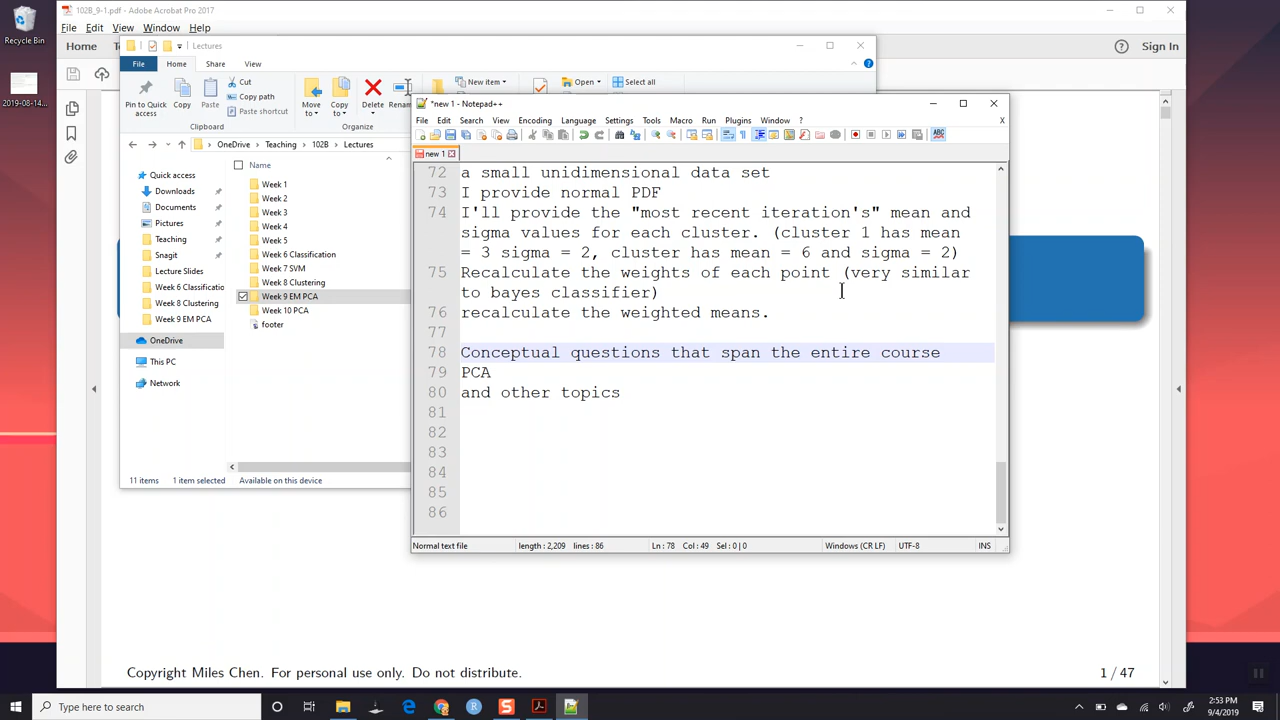 102B_9-1.pdf - Adobe Acrobat Pro 2017
File Edit View Window Help
Home
Sign In
Recycle Bin
2019-08-14...
Lectures
File Home Share View
Pin to Quick access
Copy
Paste
Cut
Copy path
Paste shortcut
Clipboard
Move to
Copy to
Delete
Renam
Organize
New item
Open
Select all
OneDrive Teaching 102B Lectures
Quick access
Downloads
Documents
Pictures
Teaching
Snagit
Lecture Slides
Week 6 Classificatio
Week 8 Clustering
Week 9 EM PCA
OneDrive
This PC
Network
Name
Week 1
Week 2
Week 3
Week 4
Week 5
Week 6 Classification
Week 7 SVM
Week 8 Clustering
Week 9 EM PCA
Week 10 PCA
footer
11 items 1 item selected Available on this device
*new 1 - Notepad++
File Edit Search View Encoding Language Settings Tools Macro Run Plugins Window ? X
new 1
72 a small unidimensional data set
73 I provide normal PDF
74 I'll provide the "most recent iteration's" mean and
sigma values for each cluster. (cluster 1 has mean
= 3 sigma = 2, cluster has mean = 6 and sigma = 2)
75 Recalculate the weights of each point (very similar
to bayes classifier)
76 recalculate the weighted means.
77
78 Conceptual questions that span the entire course
79 PCA
80 and other topics
81
82
83
84
85
86
Normal text file length : 2,209 lines : 86 Ln : 78 Col : 49 Sel : 0 | 0 Windows (CR LF) UTF-8 INS
Copyright Miles Chen. For personal use only. Do not distribute. 1 / 47
Type here to search
2:53 PM
9/4/2019